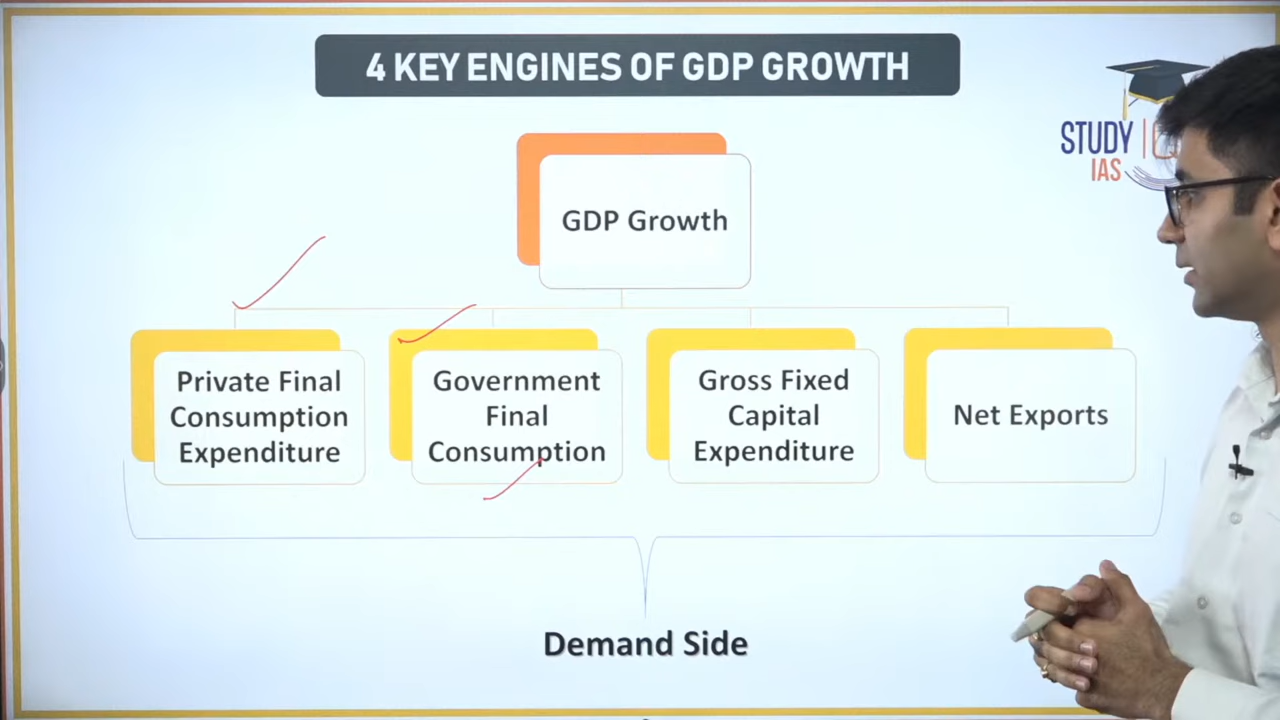 4 KEY ENGINES OF GDP GROWTH
STUDY
IAS
GDP Growth
Private Final
Consumption
Expenditure
Government
Final
Consumption
Gross Fixed
Capital
Expenditure
Net Exports
Demand Side